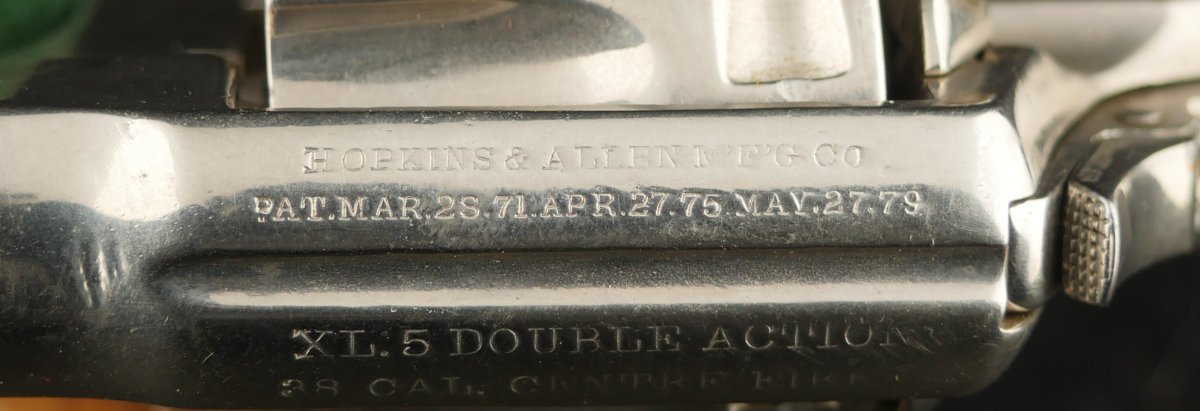 HOPKINS & ALLEN M'F'G CO
PAT.MAR.28.71.APR.27.75 MAY.27.79
XL. 5 DOUBLE ACTION
38 CAL. CENTRE FIRE